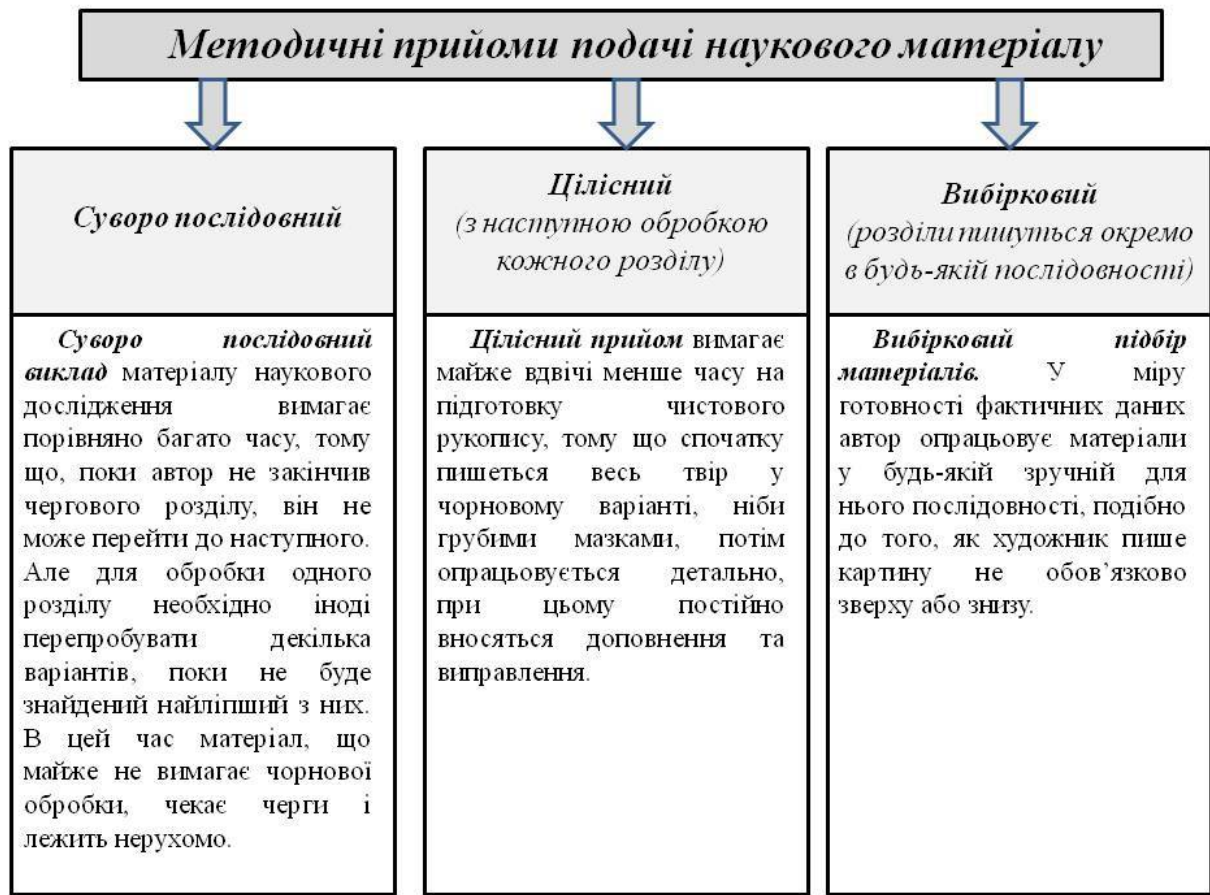 Методичні прийоми подачі наукового матеріалу
Суворо послідовний
Суворо послідовний
виклад матеріалу наукового
дослідження вимагає
порівняно багато часу, тому
що, поки автор не закінчив
чергового розділу, він не
може перейти до наступного.
Але для обробки одного
розділу необхідно іноді
перепробувати декілька
варіантів, поки не буде
знайдений найліпший з них.
В цей час матеріал, що
майже не вимагає чорнової
обробки, чекає черги і
лежить нерухомо.
Цілісний
(з наступною обробкою
кожного розділу)
Цілісний прийом вимагає
майже вдвічі менше часу на
підготовку чистового
рукопису, тому що спочатку
пишеться весь твір у
чорновому варіанті, ніби
грубими мазками, потім
опрацьовується детально,
при цьому постійно
вносяться доповнення та
виправлення.
Вибірковий
(розділи пишуться окремо
в будь-якій послідовності)
Вибірковий підбір
матеріалів. У міру
готовності фактичних даних
автор опрацьовує матеріали
у будь-якій зручній для
нього послідовності, подібно
до того, як художник пише
картину не обов’язково
зверху або знизу.